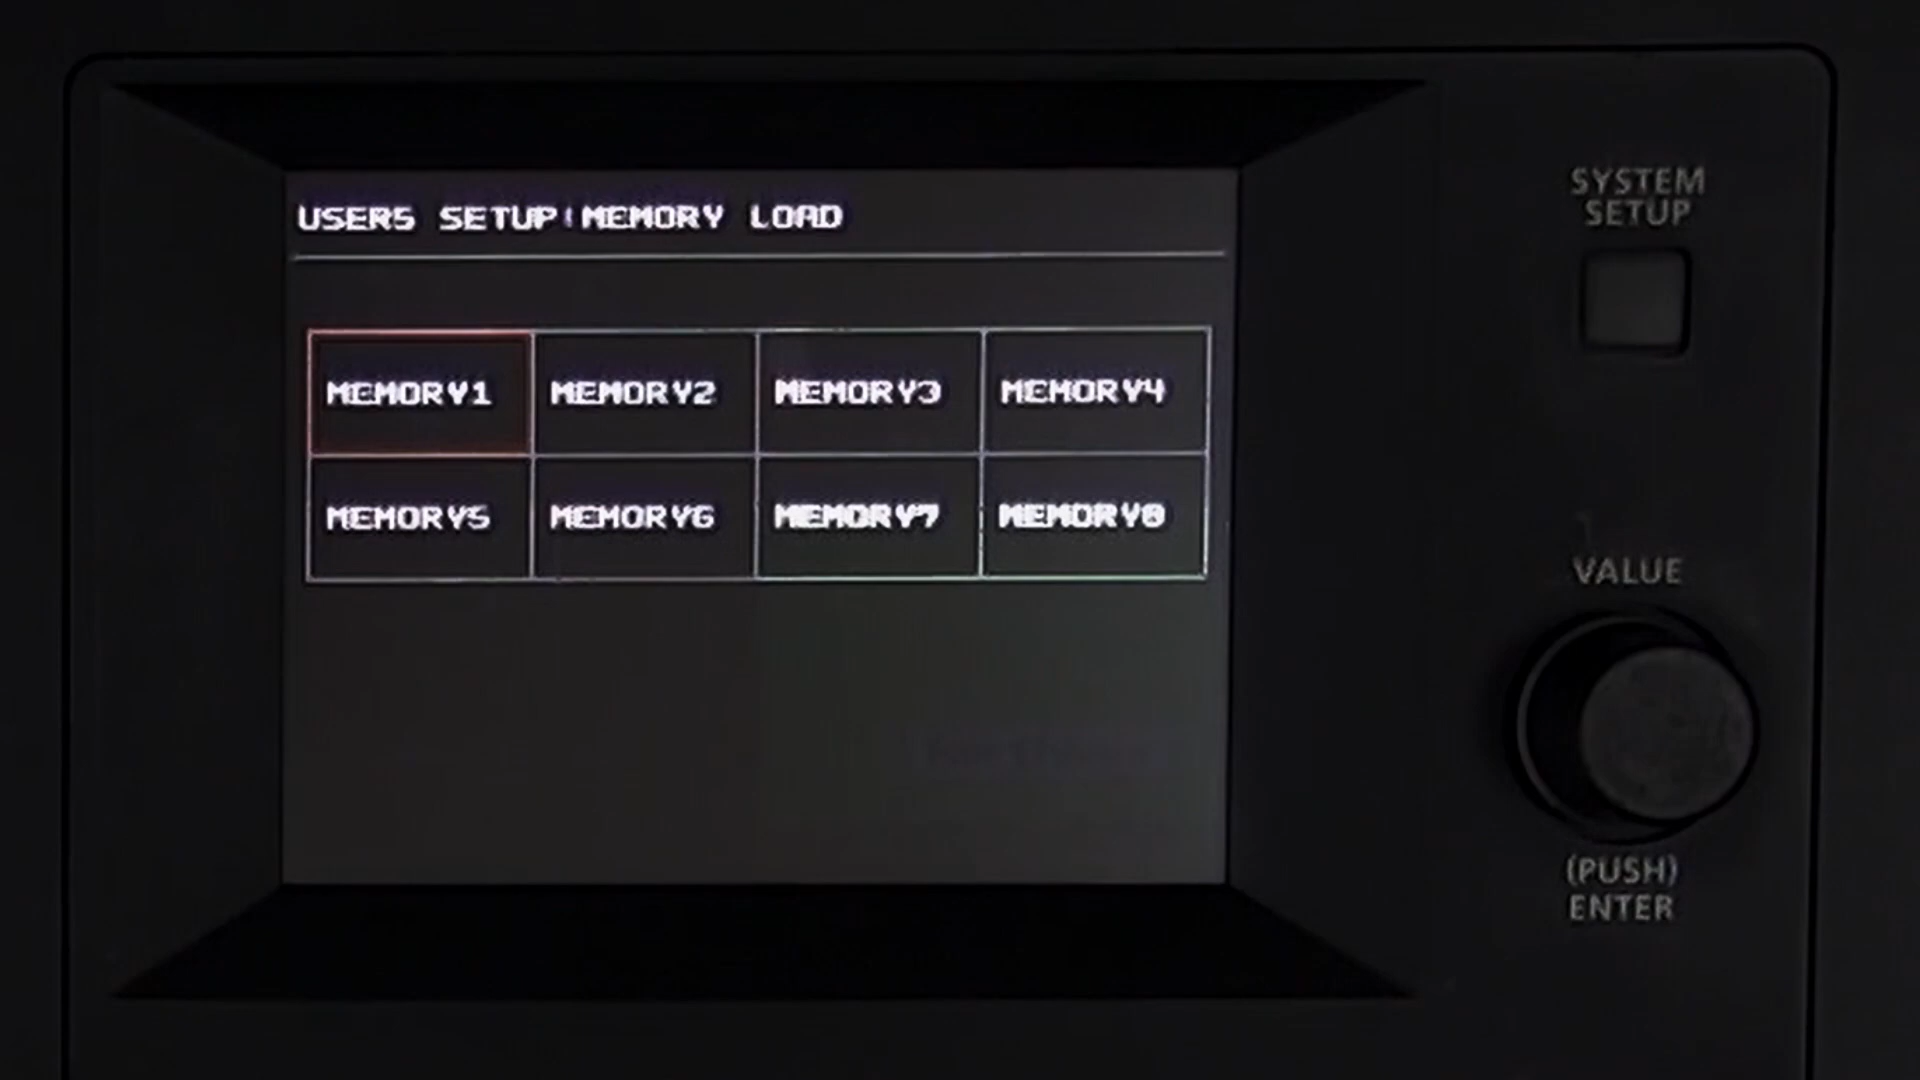 USERS SETUP:MEMORY LOAD
MEMORY1 MEMORY2 MEMORY3 MEMORY4
MEMORY5 MEMORY6 MEMORY7 MEMORY8
SYSTEM
SETUP
VALUE
(PUSH)
ENTER